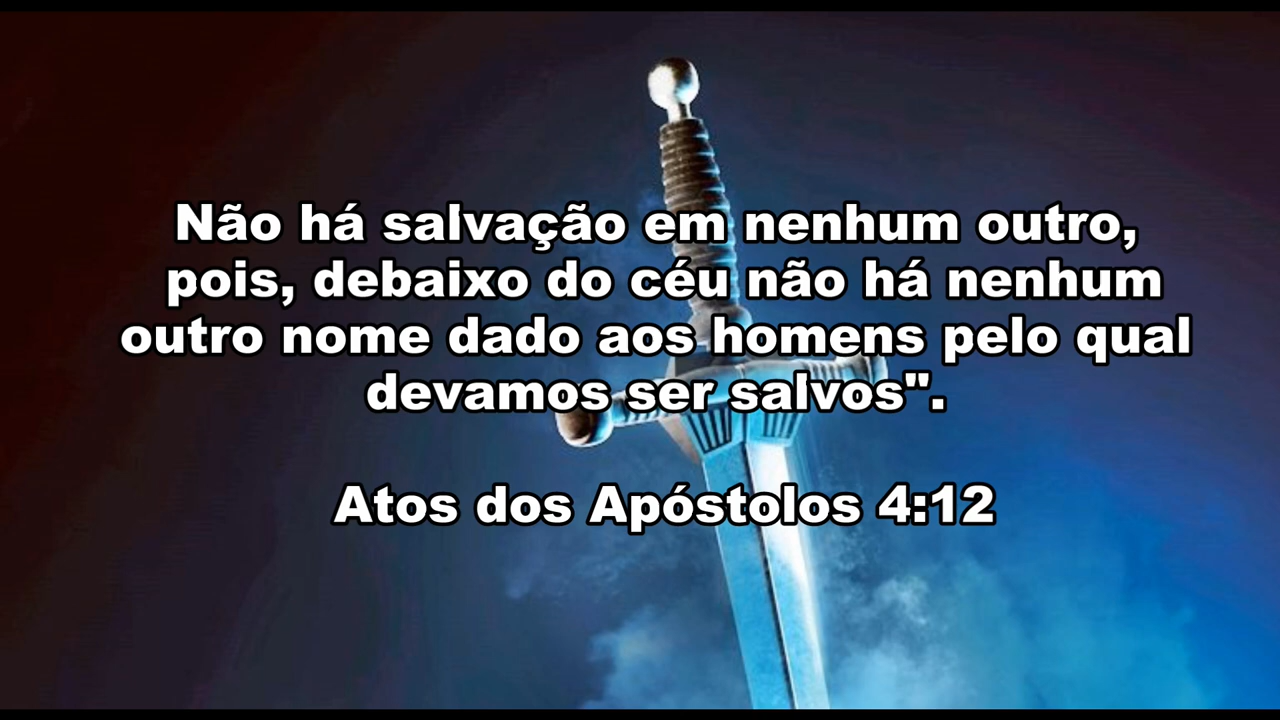 Não há salvação em nenhum outro,
pois, debaixo do céu não há nenhum
outro nome dado aos homens pelo qual
devamos ser salvos".
Atos dos Apóstolos 4:12